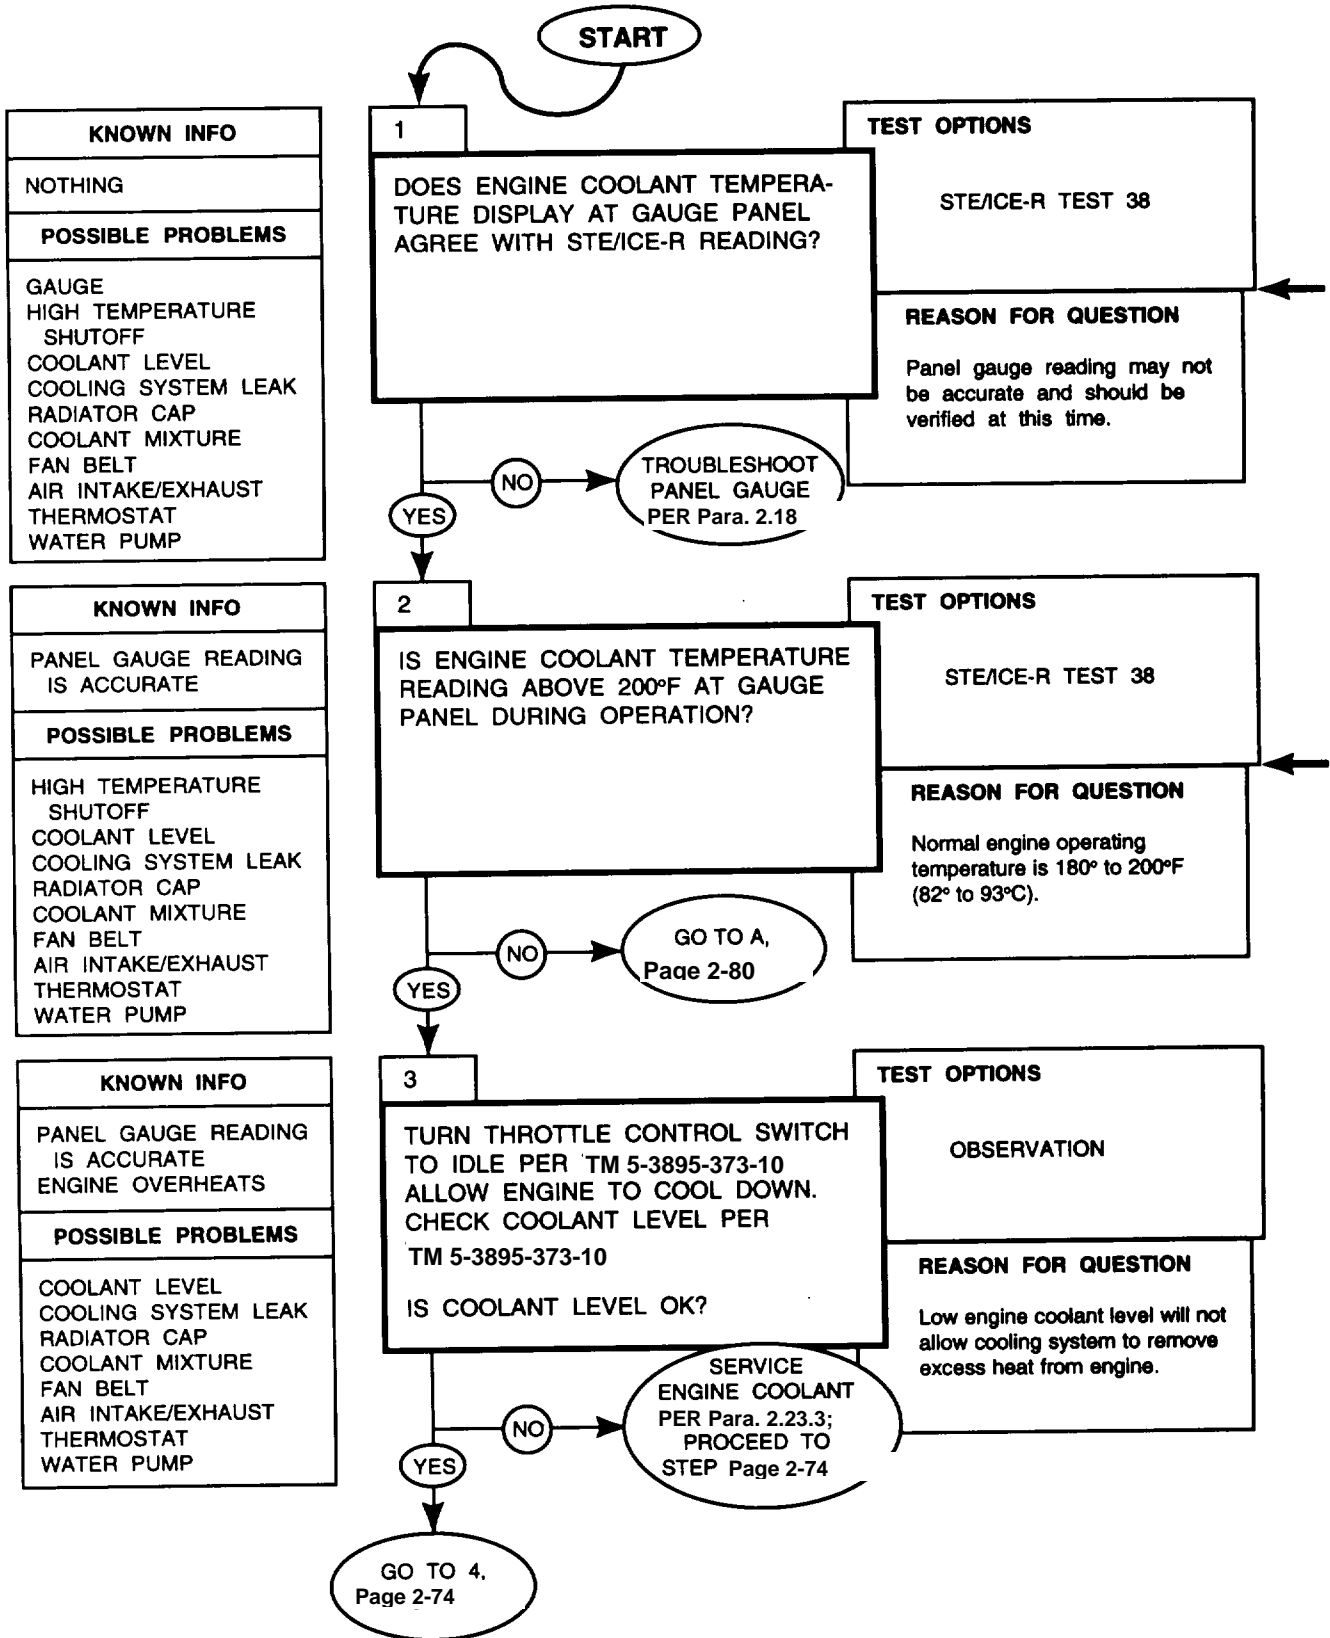 START
KNOWN INFO
NOTHING
POSSIBLE PROBLEMS
GAUGE
HIGH TEMPERATURE
SHUTOFF
COOLANT LEVEL
COOLING SYSTEM LEAK
RADIATOR CAP
COOLANT MIXTURE
FAN BELT
AIR INTAKE/EXHAUST
THERMOSTAT
WATER PUMP
1
DOES ENGINE COOLANT TEMPERA-
TURE DISPLAY AT GAUGE PANEL
AGREE WITH STE/ICE-R READING?
TEST OPTIONS
STE/ICE-R TEST 38
REASON FOR QUESTION
Panel gauge reading may not
be accurate and should be
verified at this time.
NO
TROUBLESHOOT
PANEL GAUGE
PER Para. 2.18
YES
KNOWN INFO
PANEL GAUGE READING
IS ACCURATE
POSSIBLE PROBLEMS
HIGH TEMPERATURE
SHUTOFF
COOLANT LEVEL
COOLING SYSTEM LEAK
RADIATOR CAP
COOLANT MIXTURE
FAN BELT
AIR INTAKE/EXHAUST
THERMOSTAT
WATER PUMP
2
IS ENGINE COOLANT TEMPERATURE
READING ABOVE 200°F AT GAUGE
PANEL DURING OPERATION?
TEST OPTIONS
STE/ICE-R TEST 38
REASON FOR QUESTION
Normal engine operating
temperature is 180° to 200°F
(82° to 93°C).
NO
GO TO A,
Page 2-80
YES
KNOWN INFO
PANEL GAUGE READING
IS ACCURATE
ENGINE OVERHEATS
POSSIBLE PROBLEMS
COOLANT LEVEL
COOLING SYSTEM LEAK
RADIATOR CAP
COOLANT MIXTURE
FAN BELT
AIR INTAKE/EXHAUST
THERMOSTAT
WATER PUMP
3
TURN THROTTLE CONTROL SWITCH
TO IDLE PER TM 5-3895-373-10
ALLOW ENGINE TO COOL DOWN.
CHECK COOLANT LEVEL PER
TM 5-3895-373-10
IS COOLANT LEVEL OK?
TEST OPTIONS
OBSERVATION
REASON FOR QUESTION
Low engine coolant level will not
allow cooling system to remove
excess heat from engine.
NO
SERVICE
ENGINE COOLANT
PER Para. 2.23.3;
PROCEED TO
STEP Page 2-74
YES
GO TO 4,
Page 2-74